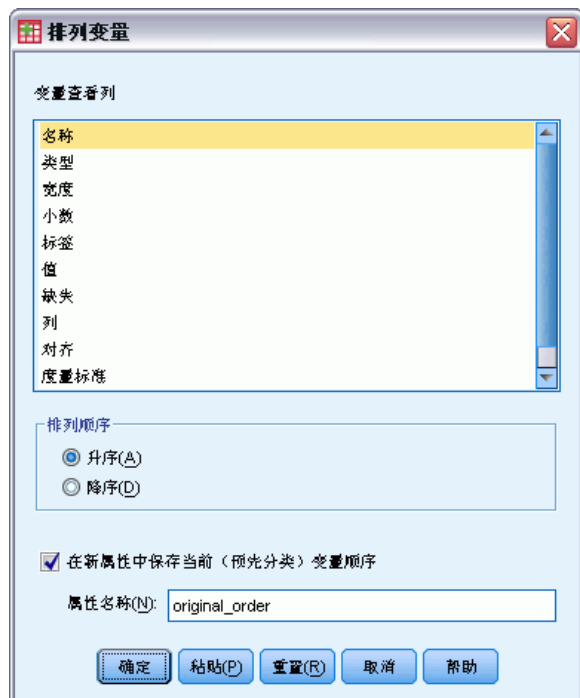 排列变量
变量查看列
名称
类型
宽度
小数
标签
值
缺失
列
对齐
度量标准
排列顺序
升序(A)
降序(D)
在新属性中保存当前（预先分类）变量顺序
属性名称(N): original_order
确定 粘贴(P) 重置(R) 取消 帮助